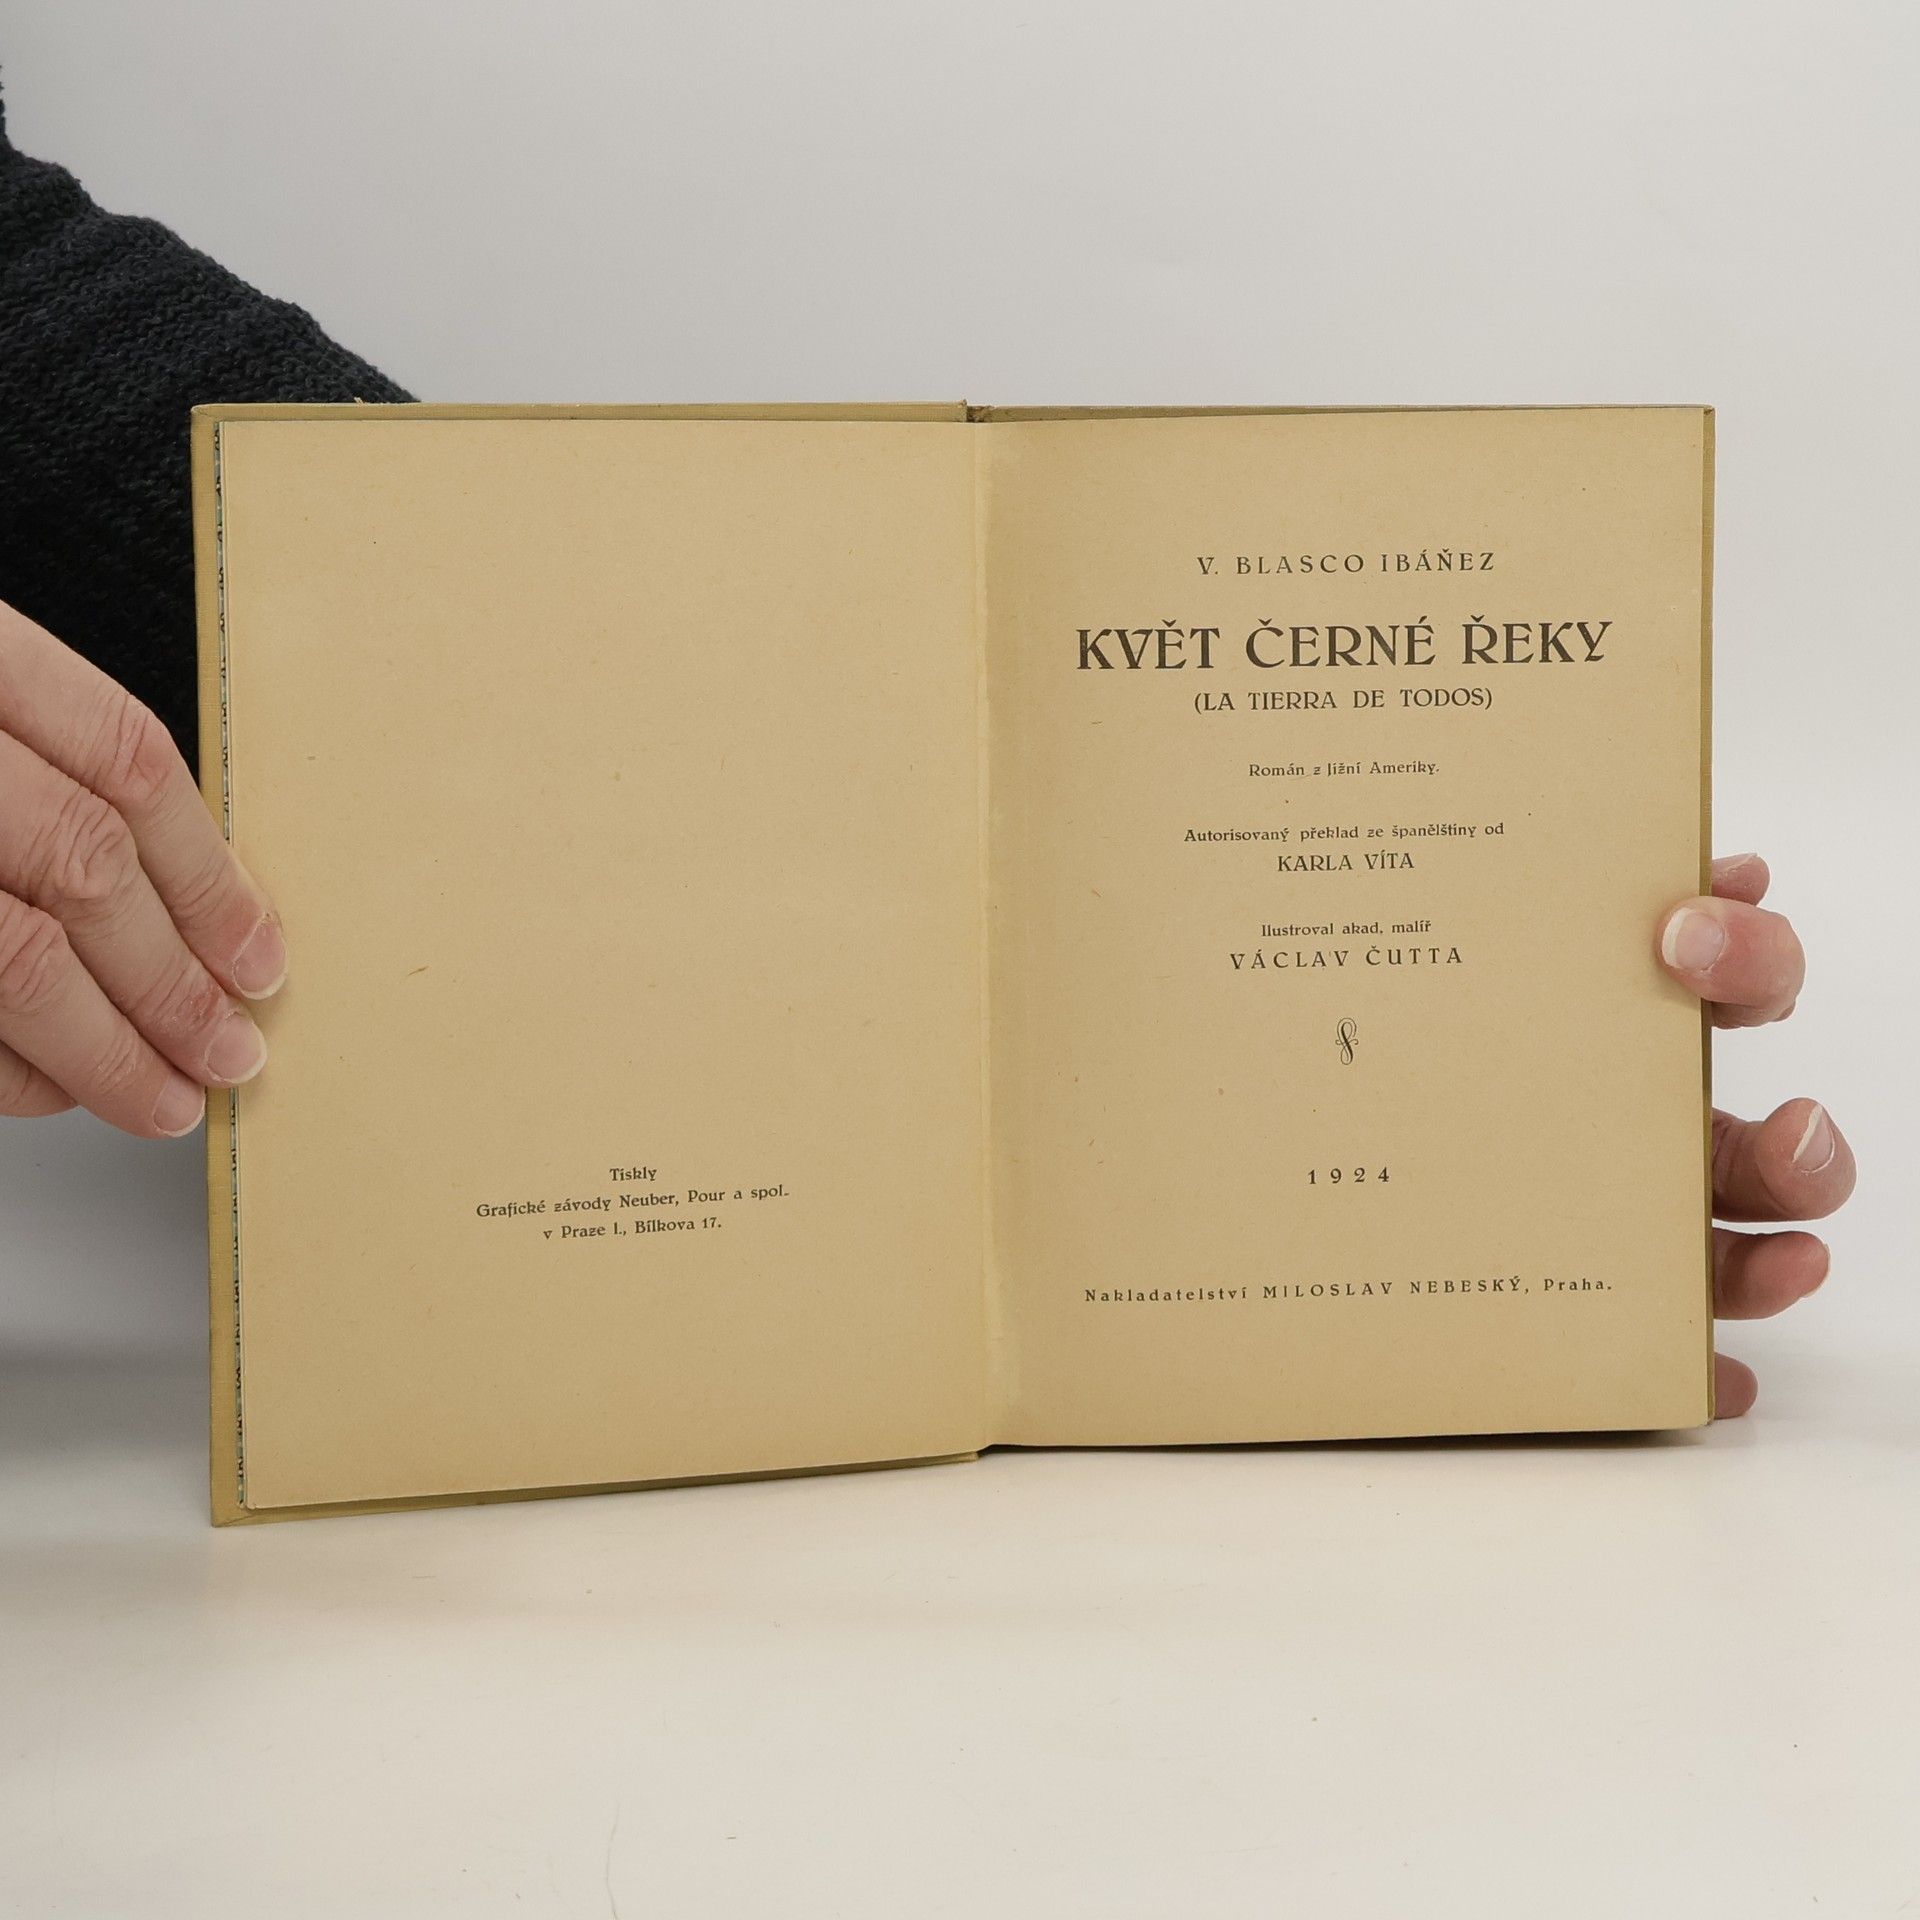 Tiskly
Grafické závody Neuber, Pour a spol.
v Praze I., Bílkova 17.
V. BLASCO IBÁŇEZ
KVĚT ČERNÉ ŘEKY
(LA TIERRA DE TODOS)
Román z Jižní Ameriky.
Autorisovaný překlad ze španělštiny od
KARLA VÍTA
Ilustroval akad. malíř
VÁCLAV ČUTTA
1924
Nakladatelství MILOSLAV NEBESKÝ, Praha.